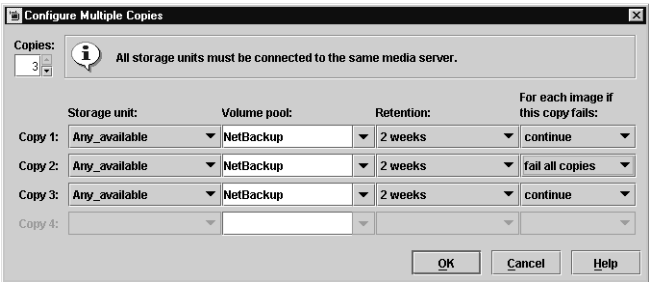 Configure Multiple Copies
Copies:
3
All storage units must be connected to the same media server.
Storage unit: Volume pool: Retention: For each image if
this copy fails:
Copy 1: Any_available NetBackup 2 weeks continue
Copy 2: Any_available NetBackup 2 weeks fail all copies
Copy 3: Any_available NetBackup 2 weeks continue
Copy 4:
OK Cancel Help